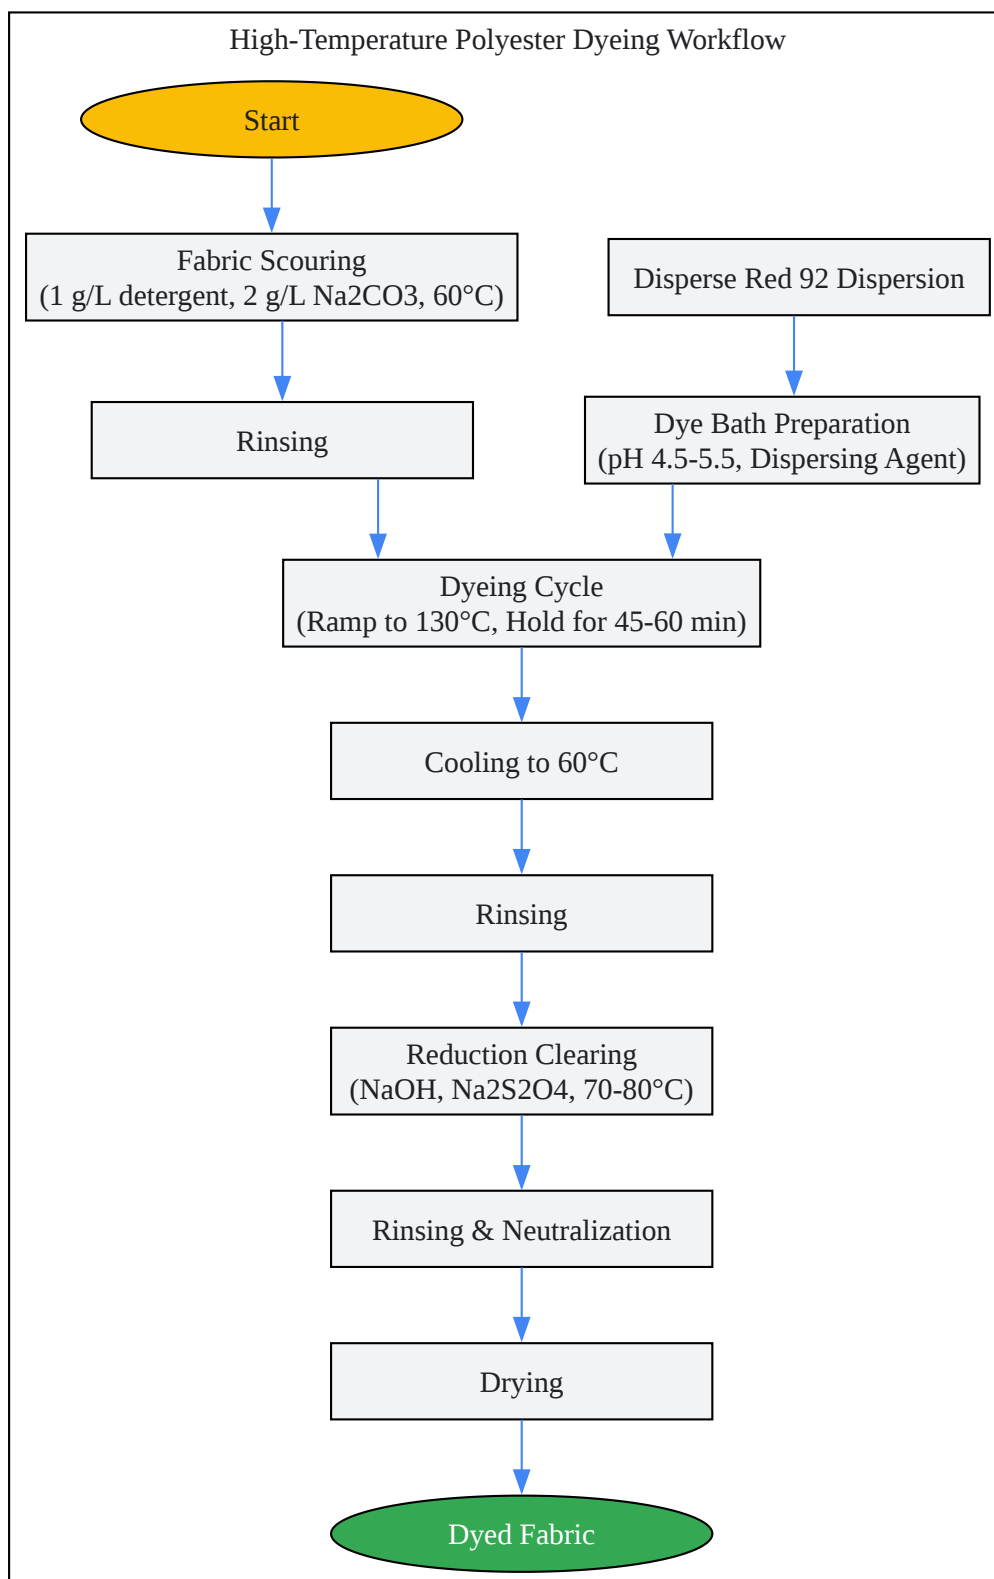 High-Temperature Polyester Dyeing Workflow
Start
Fabric Scouring
(1 g/L detergent, 2 g/L Na2CO3, 60°C)
Disperse Red 92 Dispersion
Rinsing
Dye Bath Preparation
(pH 4.5-5.5, Dispersing Agent)
Dyeing Cycle
(Ramp to 130°C, Hold for 45-60 min)
Cooling to 60°C
Rinsing
Reduction Clearing
(NaOH, Na2S2O4, 70-80°C)
Rinsing & Neutralization
Drying
Dyed Fabric